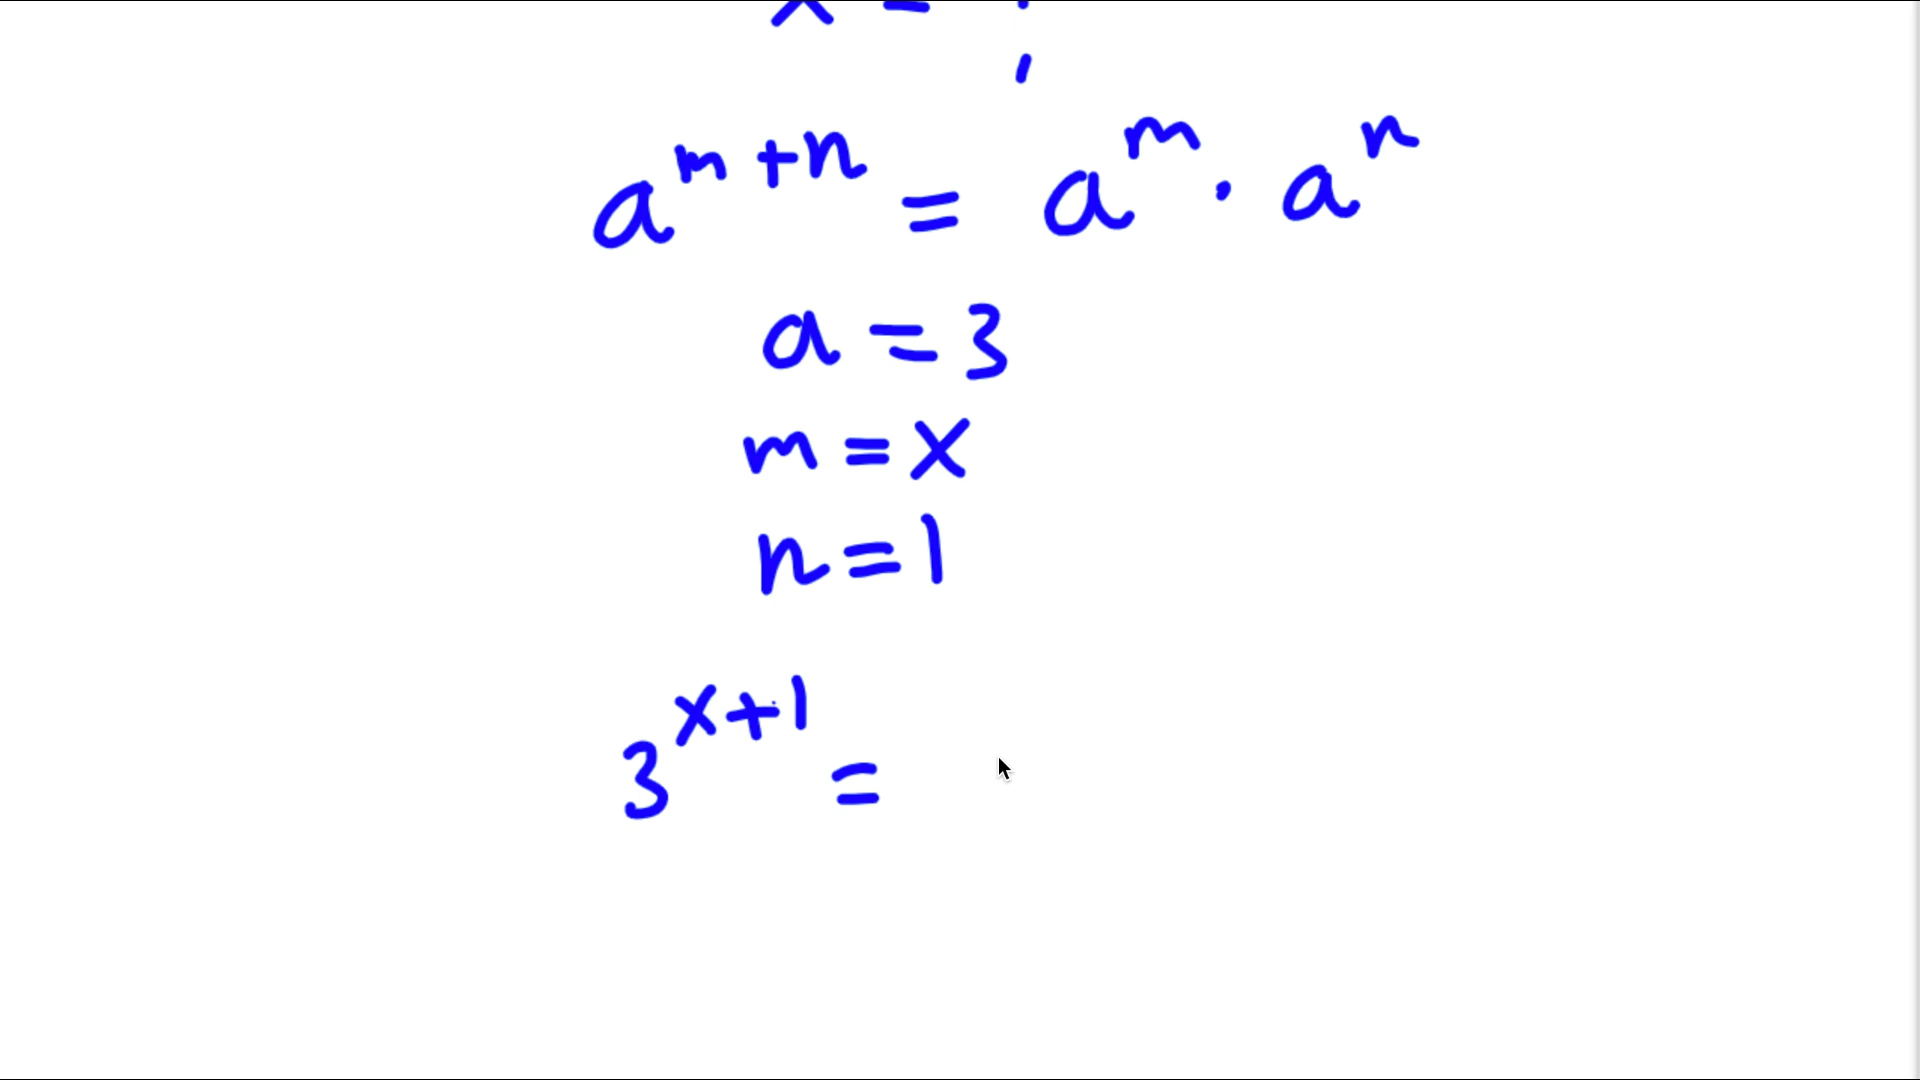 x = ?
a^{m+n} = a^m · a^n
a = 3
m = x
n = 1
3^{x+1} =